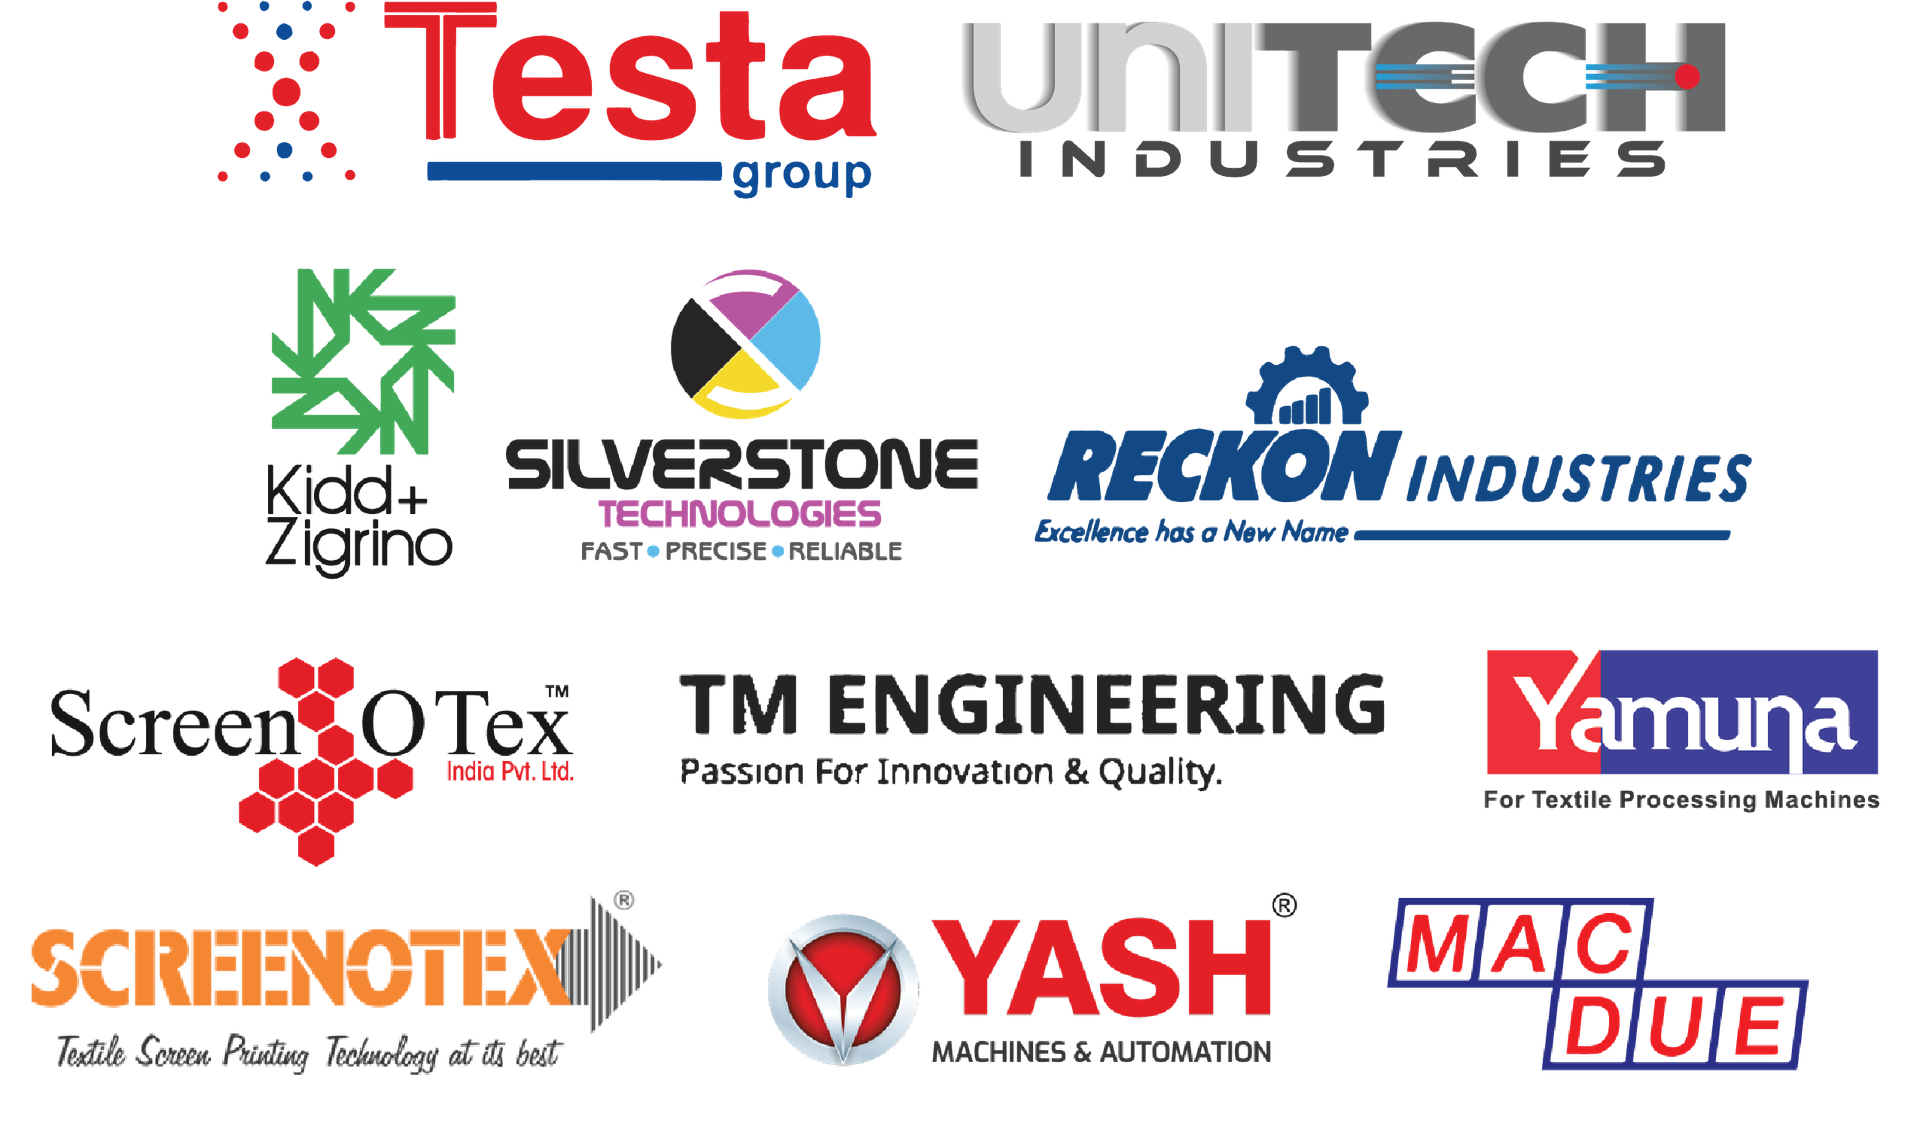 Testa
group
UNITECH
INDUSTRIES
Kidd+
Zigrino
SILVERSTONE
TECHNOLOGIES
FAST • PRECISE • RELIABLE
RECKON INDUSTRIES
Excellence has a New Name
Screen O Tex ™
India Pvt. Ltd.
TM ENGINEERING
Passion For Innovation & Quality.
Yamuna
For Textile Processing Machines
SCREENOTEX ®
Textile Screen Printing Technology at its best
YASH ®
MACHINES & AUTOMATION
MAC
DUE